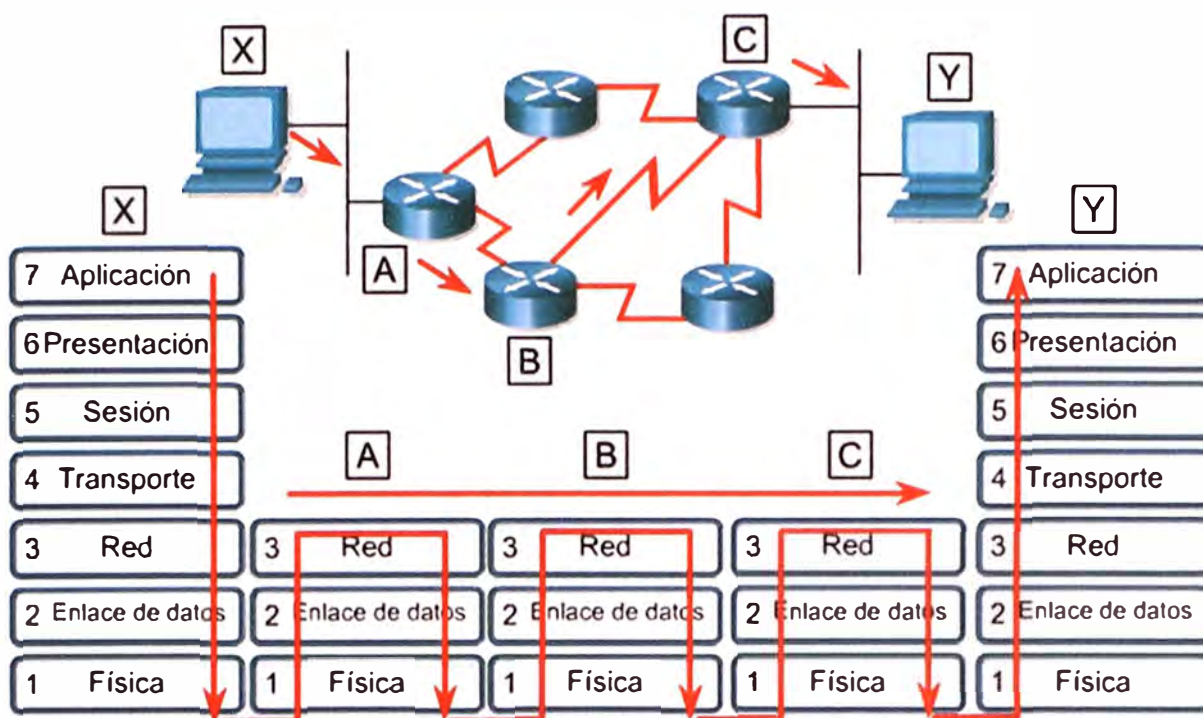 X
C
Y
A
B
X
7 Aplicación
6 Presentación
5 Sesión
4 Transporte
3 Red
2 Enlace de datos
1 Física
A
3 Red
2 Enlace de datos
1 Física
B
3 Red
2 Enlace de datos
1 Física
C
3 Red
2 Enlace de datos
1 Física
Y
7 Aplicación
6 Presentación
5 Sesión
4 Transporte
3 Red
2 Enlace de datos
1 Física